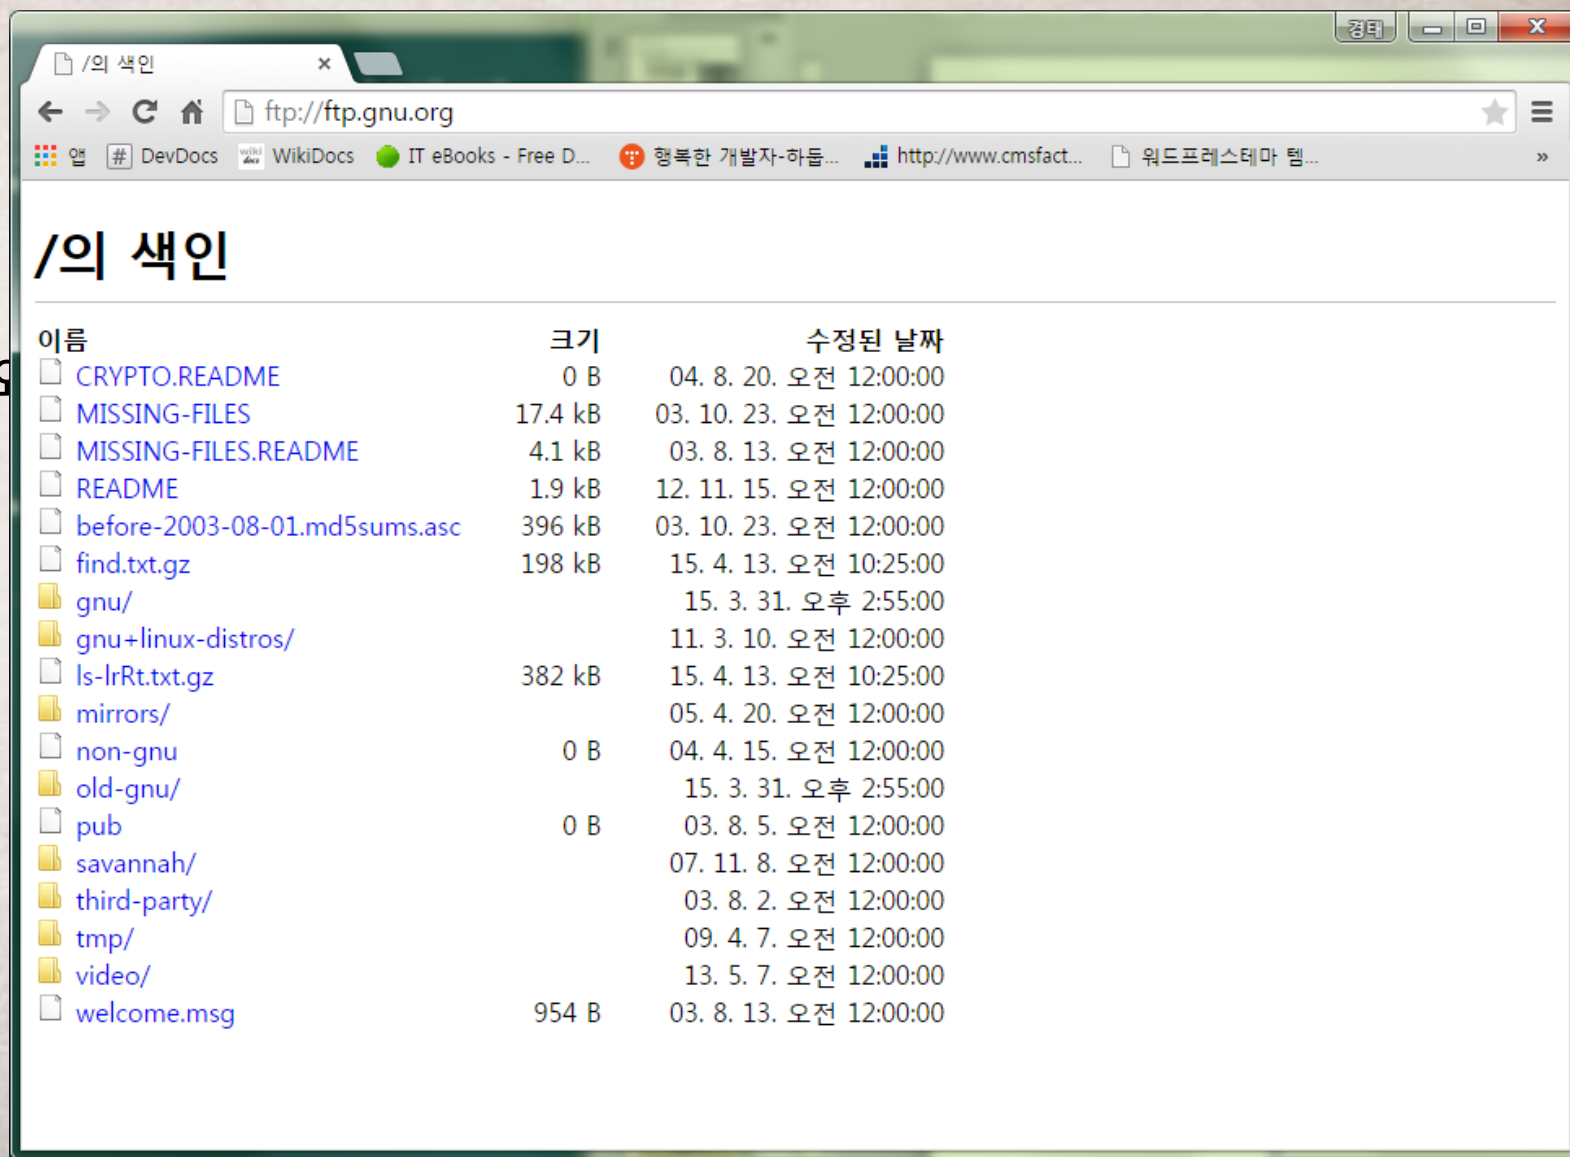 경태
/의 색인
ftp://ftp.gnu.org
앱 # DevDocs wiki docs WikiDocs IT eBooks - Free D... 행복한 개발자-하둡... http://www.cmsfact... 워드프레스테마 템... »
/의 색인
이름 크기 수정된 날짜
CRYPTO.README 0 B 04. 8. 20. 오전 12:00:00
MISSING-FILES 17.4 kB 03. 10. 23. 오전 12:00:00
MISSING-FILES.README 4.1 kB 03. 8. 13. 오전 12:00:00
README 1.9 kB 12. 11. 15. 오전 12:00:00
before-2003-08-01.md5sums.asc 396 kB 03. 10. 23. 오전 12:00:00
find.txt.gz 198 kB 15. 4. 13. 오전 10:25:00
gnu/ 15. 3. 31. 오후 2:55:00
gnu+linux-distros/ 11. 3. 10. 오전 12:00:00
ls-lrRt.txt.gz 382 kB 15. 4. 13. 오전 10:25:00
mirrors/ 05. 4. 20. 오전 12:00:00
non-gnu 0 B 04. 4. 15. 오전 12:00:00
old-gnu/ 15. 3. 31. 오후 2:55:00
pub 0 B 03. 8. 5. 오전 12:00:00
savannah/ 07. 11. 8. 오전 12:00:00
third-party/ 03. 8. 2. 오전 12:00:00
tmp/ 09. 4. 7. 오전 12:00:00
video/ 13. 5. 7. 오전 12:00:00
welcome.msg 954 B 03. 8. 13. 오전 12:00:00